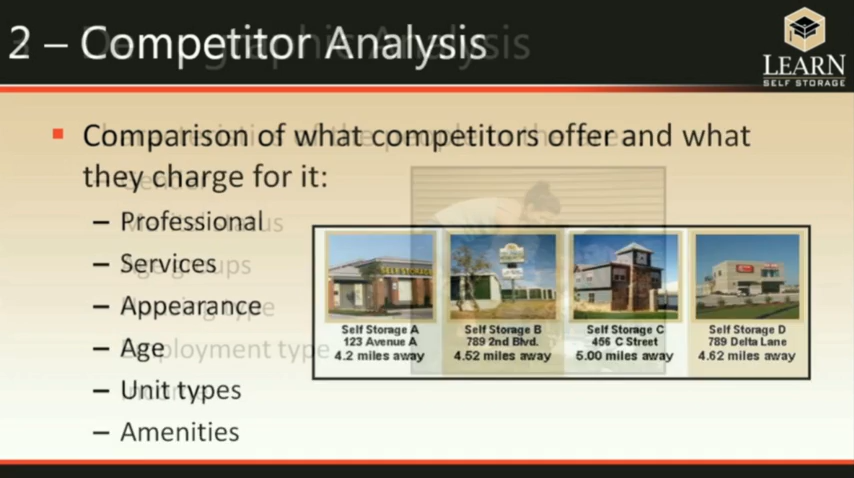 2 – Competitor Analysis
LEARN
SELF STORAGE
Comparison of what competitors offer and what
they charge for it:
– Professional
– Services
– Appearance
– Age
– Unit types
– Amenities
SELF STORAGE
Self Storage A
123 Avenue A
4.2 miles away
Self Storage B
789 2nd Blvd.
4.52 miles away
Self Storage C
456 C Street
5.00 miles away
Self Storage D
789 Delta Lane
4.62 miles away